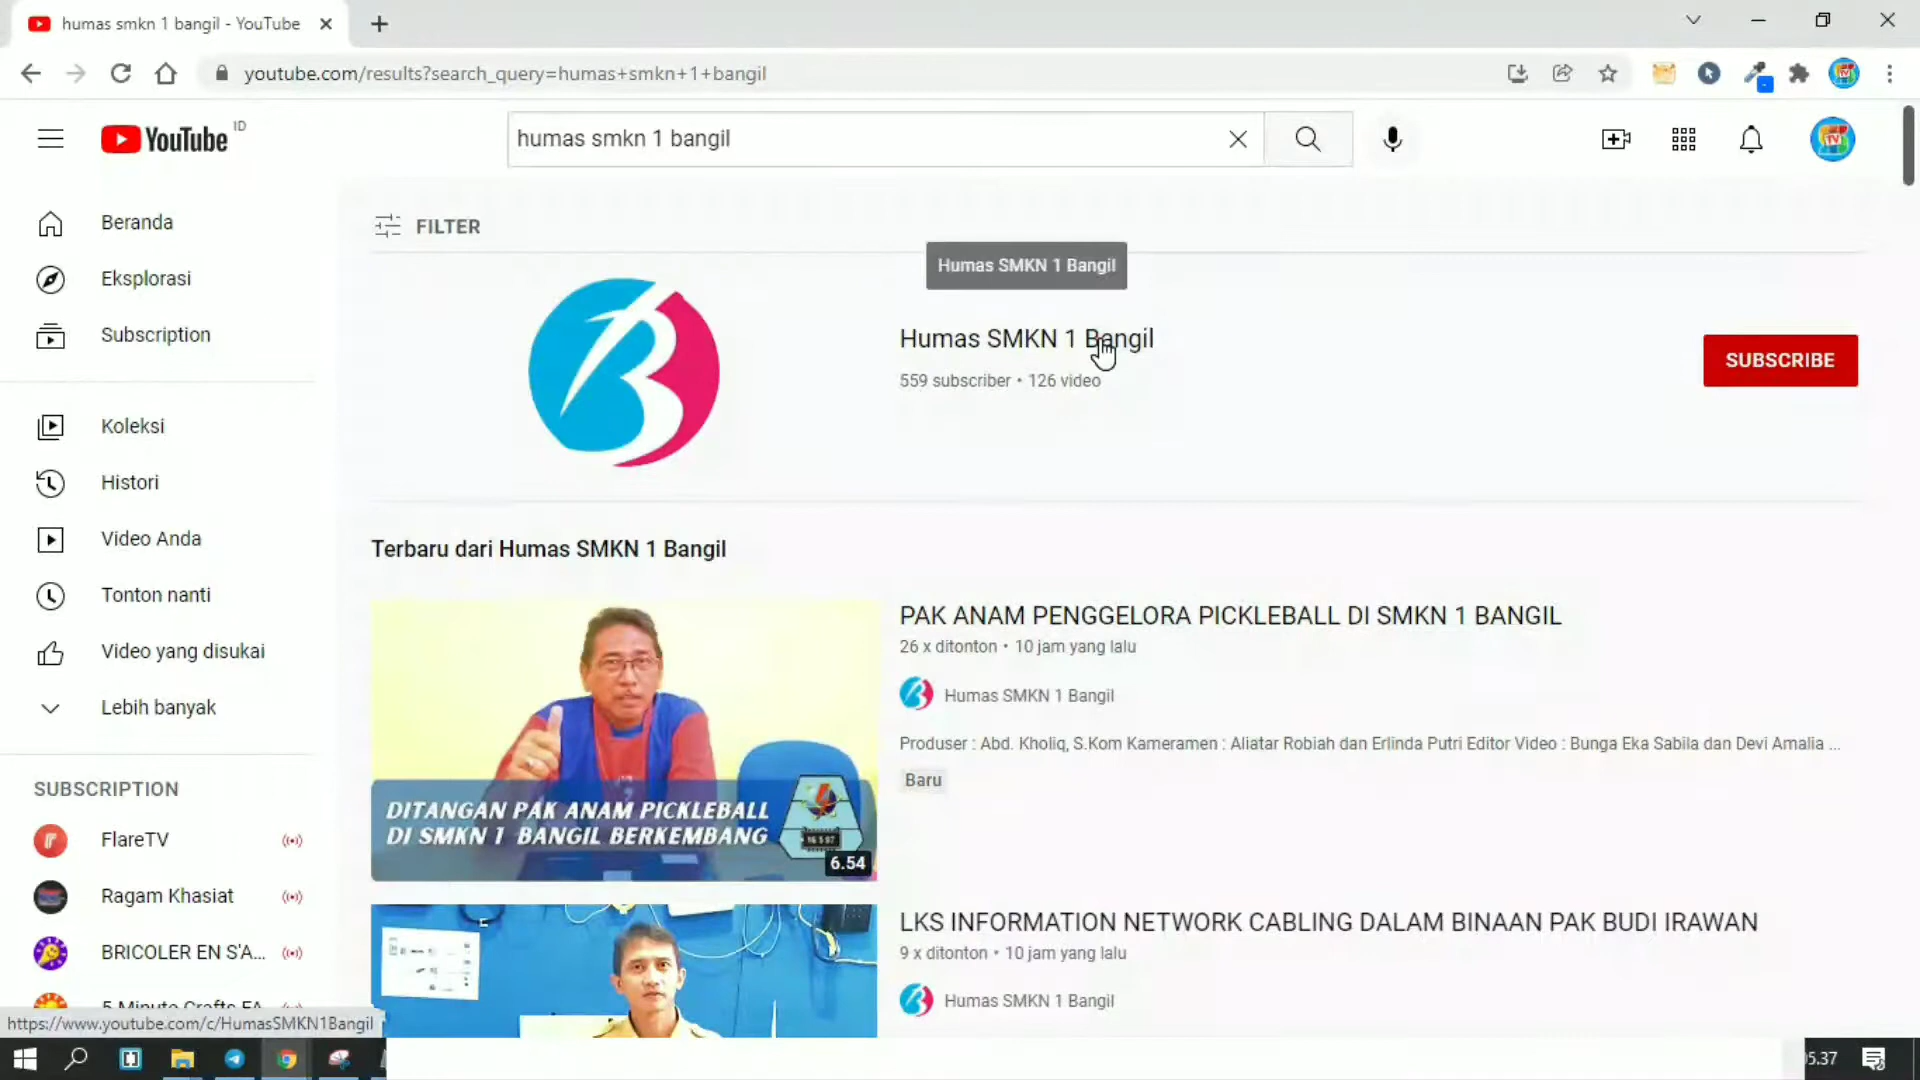 humas smkn 1 bangil - YouTube
youtube.com/results?search_query=humas+smkn+1+bangil
YouTube ID
humas smkn 1 bangil
Beranda
Eksplorasi
Subscription
Koleksi
Histori
Video Anda
Tonton nanti
Video yang disukai
Lebih banyak
SUBSCRIPTION
FlareTV
Ragam Khasiat
BRICOLER EN S'A...
5-Minute Crafts FA
https://www.youtube.com/c/HumasSMKN1Bangil
FILTER
Humas SMKN 1 Bangil
Humas SMKN 1 Bangil
559 subscriber • 126 video
SUBSCRIBE
Terbaru dari Humas SMKN 1 Bangil
DITANGAN PAK ANAM PICKLEBALL
DI SMKN 1 BANGIL BERKEMBANG
6.54
PAK ANAM PENGGELORA PICKLEBALL DI SMKN 1 BANGIL
26 x ditonton • 10 jam yang lalu
Humas SMKN 1 Bangil
Produser : Abd. Kholiq, S.Kom Kameramen : Aliatar Robiah dan Erlinda Putri Editor Video : Bunga Eka Sabila dan Devi Amalia ...
Baru
LKS INFORMATION NETWORK CABLING DALAM BINAAN PAK BUDI IRAWAN
9 x ditonton • 10 jam yang lalu
Humas SMKN 1 Bangil
5.37